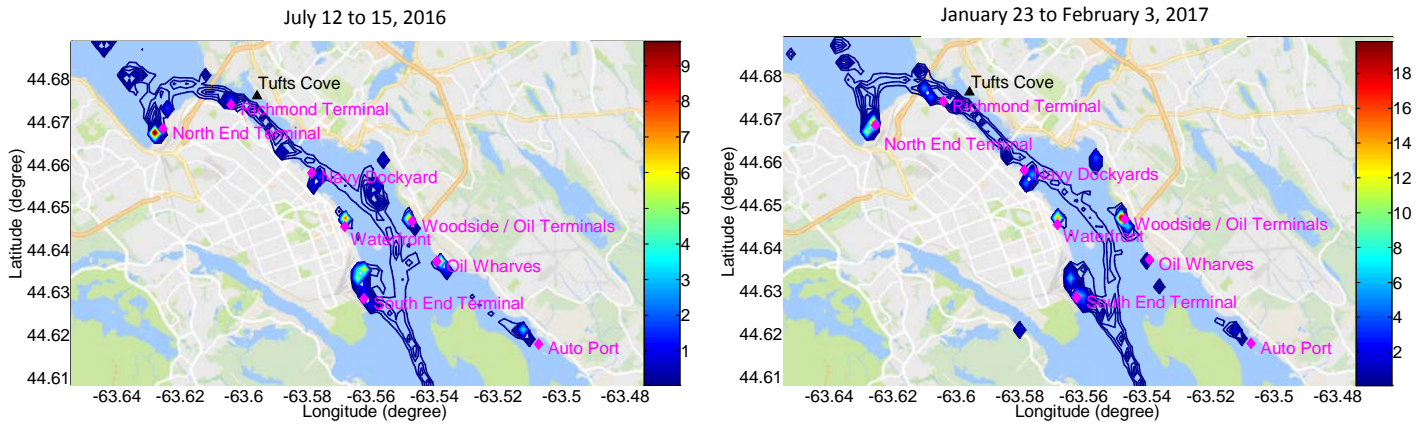 July 12 to 15, 2016
44.68
44.67
44.66
44.65
44.64
44.63
44.62
44.61
Latitude (degree)
Tufts Cove
Richmond Terminal
North End Terminal
Navy Dockyard
Woodside / Oil Terminals
Waterfront
Oil Wharves
South End Terminal
Auto Port
-63.64 -63.62 -63.6 -63.58 -63.56 -63.54 -63.52 -63.5 -63.48
Longitude (degree)
9
8
7
6
5
4
3
2
1
January 23 to February 3, 2017
44.68
44.67
44.66
44.65
44.64
44.63
44.62
44.61
Latitude (degree)
Tufts Cove
Richmond Terminal
North End Terminal
Navy Dockyards
Woodside / Oil Terminals
Waterfront
Oil Wharves
South End Terminal
Auto Port
-63.64 -63.62 -63.6 -63.58 -63.56 -63.54 -63.52 -63.5 -63.48
Longitude (degree)
18
16
14
12
10
8
6
4
2